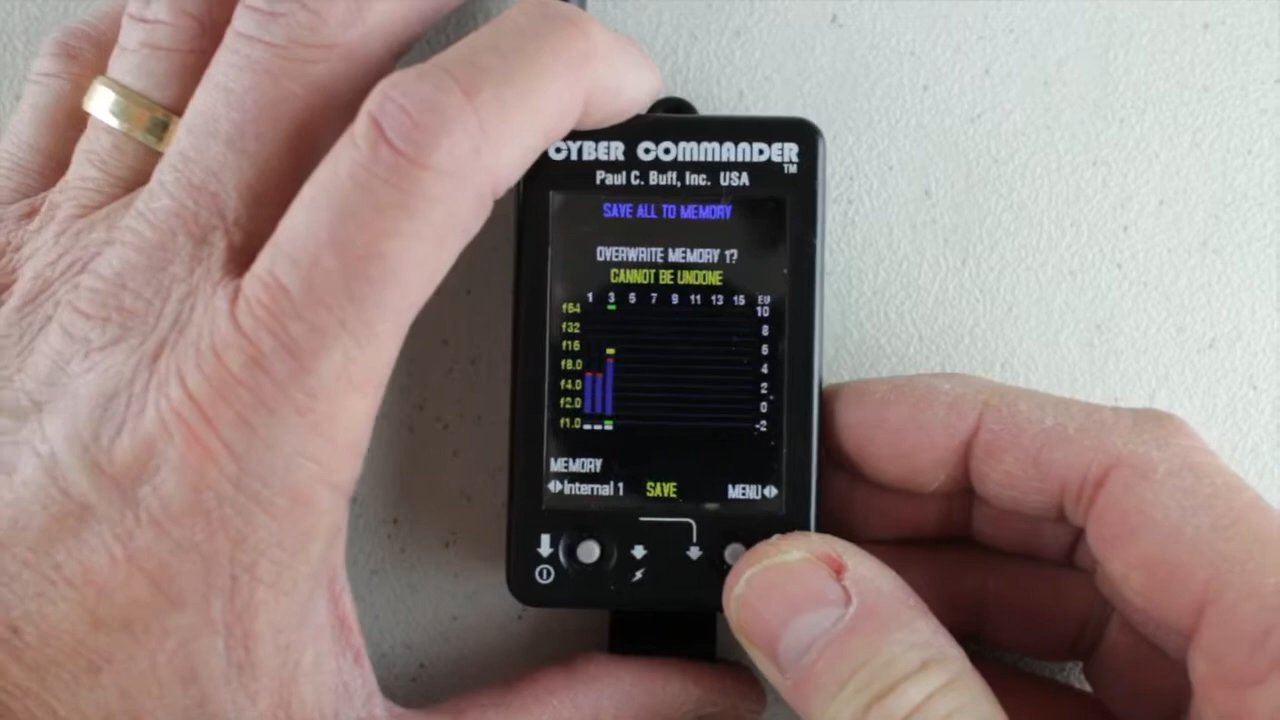 CYBER COMMANDER
TM
Paul C. Buff, Inc. USA
SAVE ALL TO MEMORY
OVERWRITE MEMORY 1?
CANNOT BE UNDONE
1 3 5 7 9 11 13 15 EV
f64 10
f32 8
f16 6
f8.0 4
f4.0 2
f2.0 0
f1.0 -2
MEMORY
Internal 1 SAVE MENU